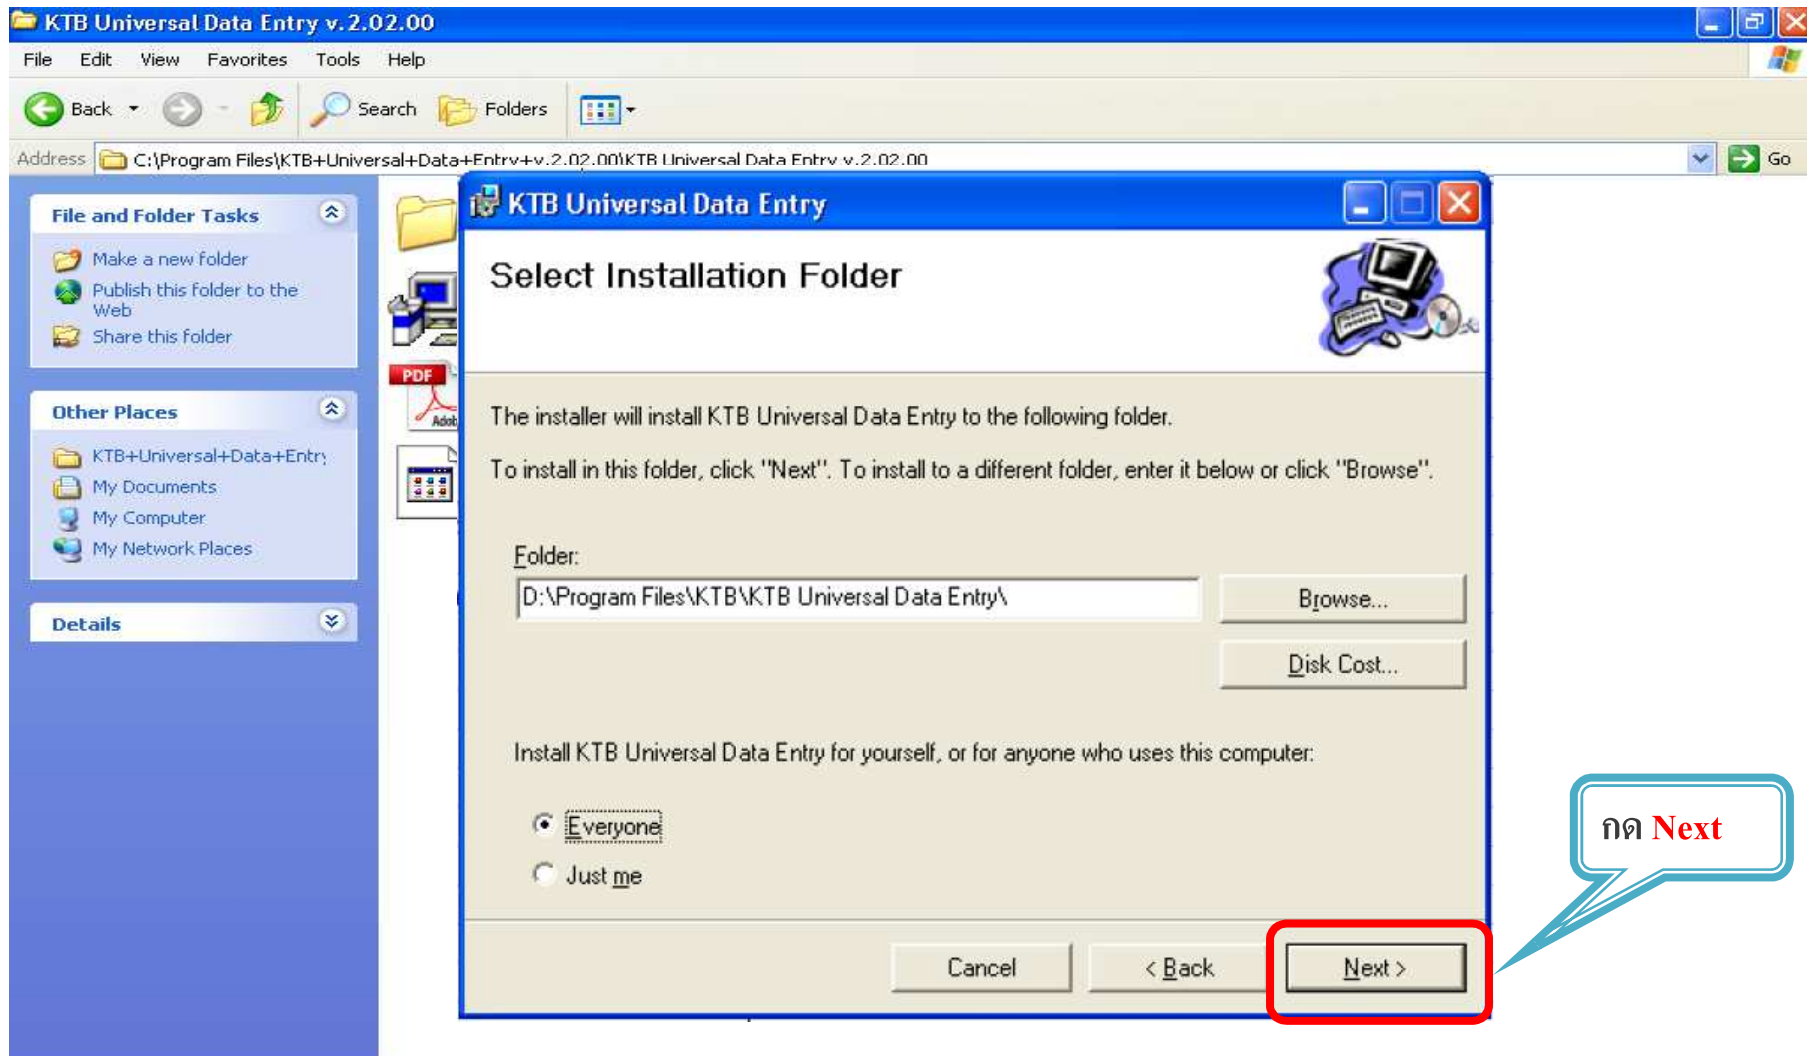 KTB Universal Data Entry v.2.02.00
File Edit View Favorites Tools Help
Back Search Folders
Address C:\Program Files\KTB+Universal+Data+Entry+v.2.02.00\KTB Universal Data Entry v.2.02.00 Go
File and Folder Tasks
Make a new folder
Publish this folder to the
Web
Share this folder
Other Places
KTB+Universal+Data+Entry
My Documents
My Computer
My Network Places
Details
PDF
Adob
KTB Universal Data Entry
Select Installation Folder
The installer will install KTB Universal Data Entry to the following folder.
To install in this folder, click "Next". To install to a different folder, enter it below or click "Browse".
Folder:
D:\Program Files\KTB\KTB Universal Data Entry\
Browse...
Disk Cost...
Install KTB Universal Data Entry for yourself, or for anyone who uses this computer:
Everyone
Just me
Cancel < Back Next >
กด Next